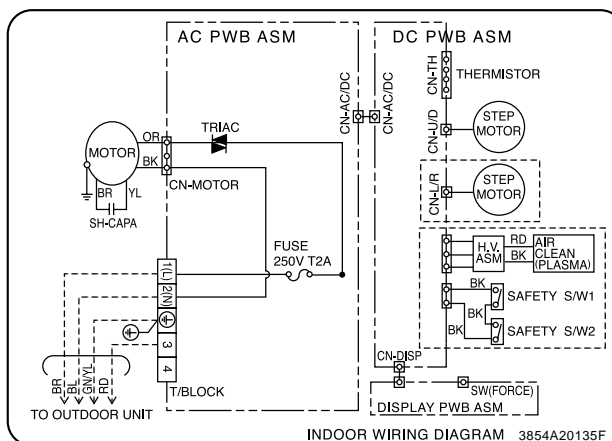 AC PWB ASM
DC PWB ASM
CN-AC/DC
CN-AC/DC
CN-TH
THERMISTOR
CN-U/D
STEP
MOTOR
CN-L/R
STEP
MOTOR
TRIAC
OR
BK
MOTOR
CN-MOTOR
BR
YL
SH-CAPA
FUSE
250V T2A
1(L)
2(N)
3
4
T/BLOCK
H.V.
ASM
RD
BK
AIR
CLEAN
(PLASMA)
BK
SAFETY S/W1
BK
BK
SAFETY S/W2
CN-DISP
SW(FORCE)
DISPLAY PWB ASM
BR
BL
GN/YL
RD
TO OUTDOOR UNIT
INDOOR WIRING DIAGRAM 3854A20135F